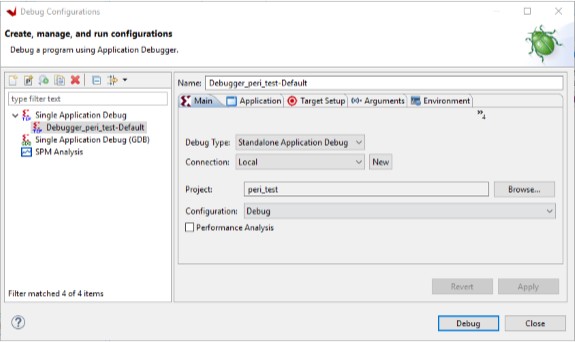 Debug Configurations
Create, manage, and run configurations
Debug a program using Application Debugger.
type filter text
Single Application Debug
Debugger_peri_test-Default
Single Application Debug (GDB)
SPM Analysis
Filter matched 4 of 4 items
Name: Debugger_peri_test-Default
Main Application Target Setup Arguments Environment »4
Debug Type: Standalone Application Debug
Connection: Local New
Project: peri_test Browse...
Configuration: Debug
Performance Analysis
Revert Apply
Debug Close